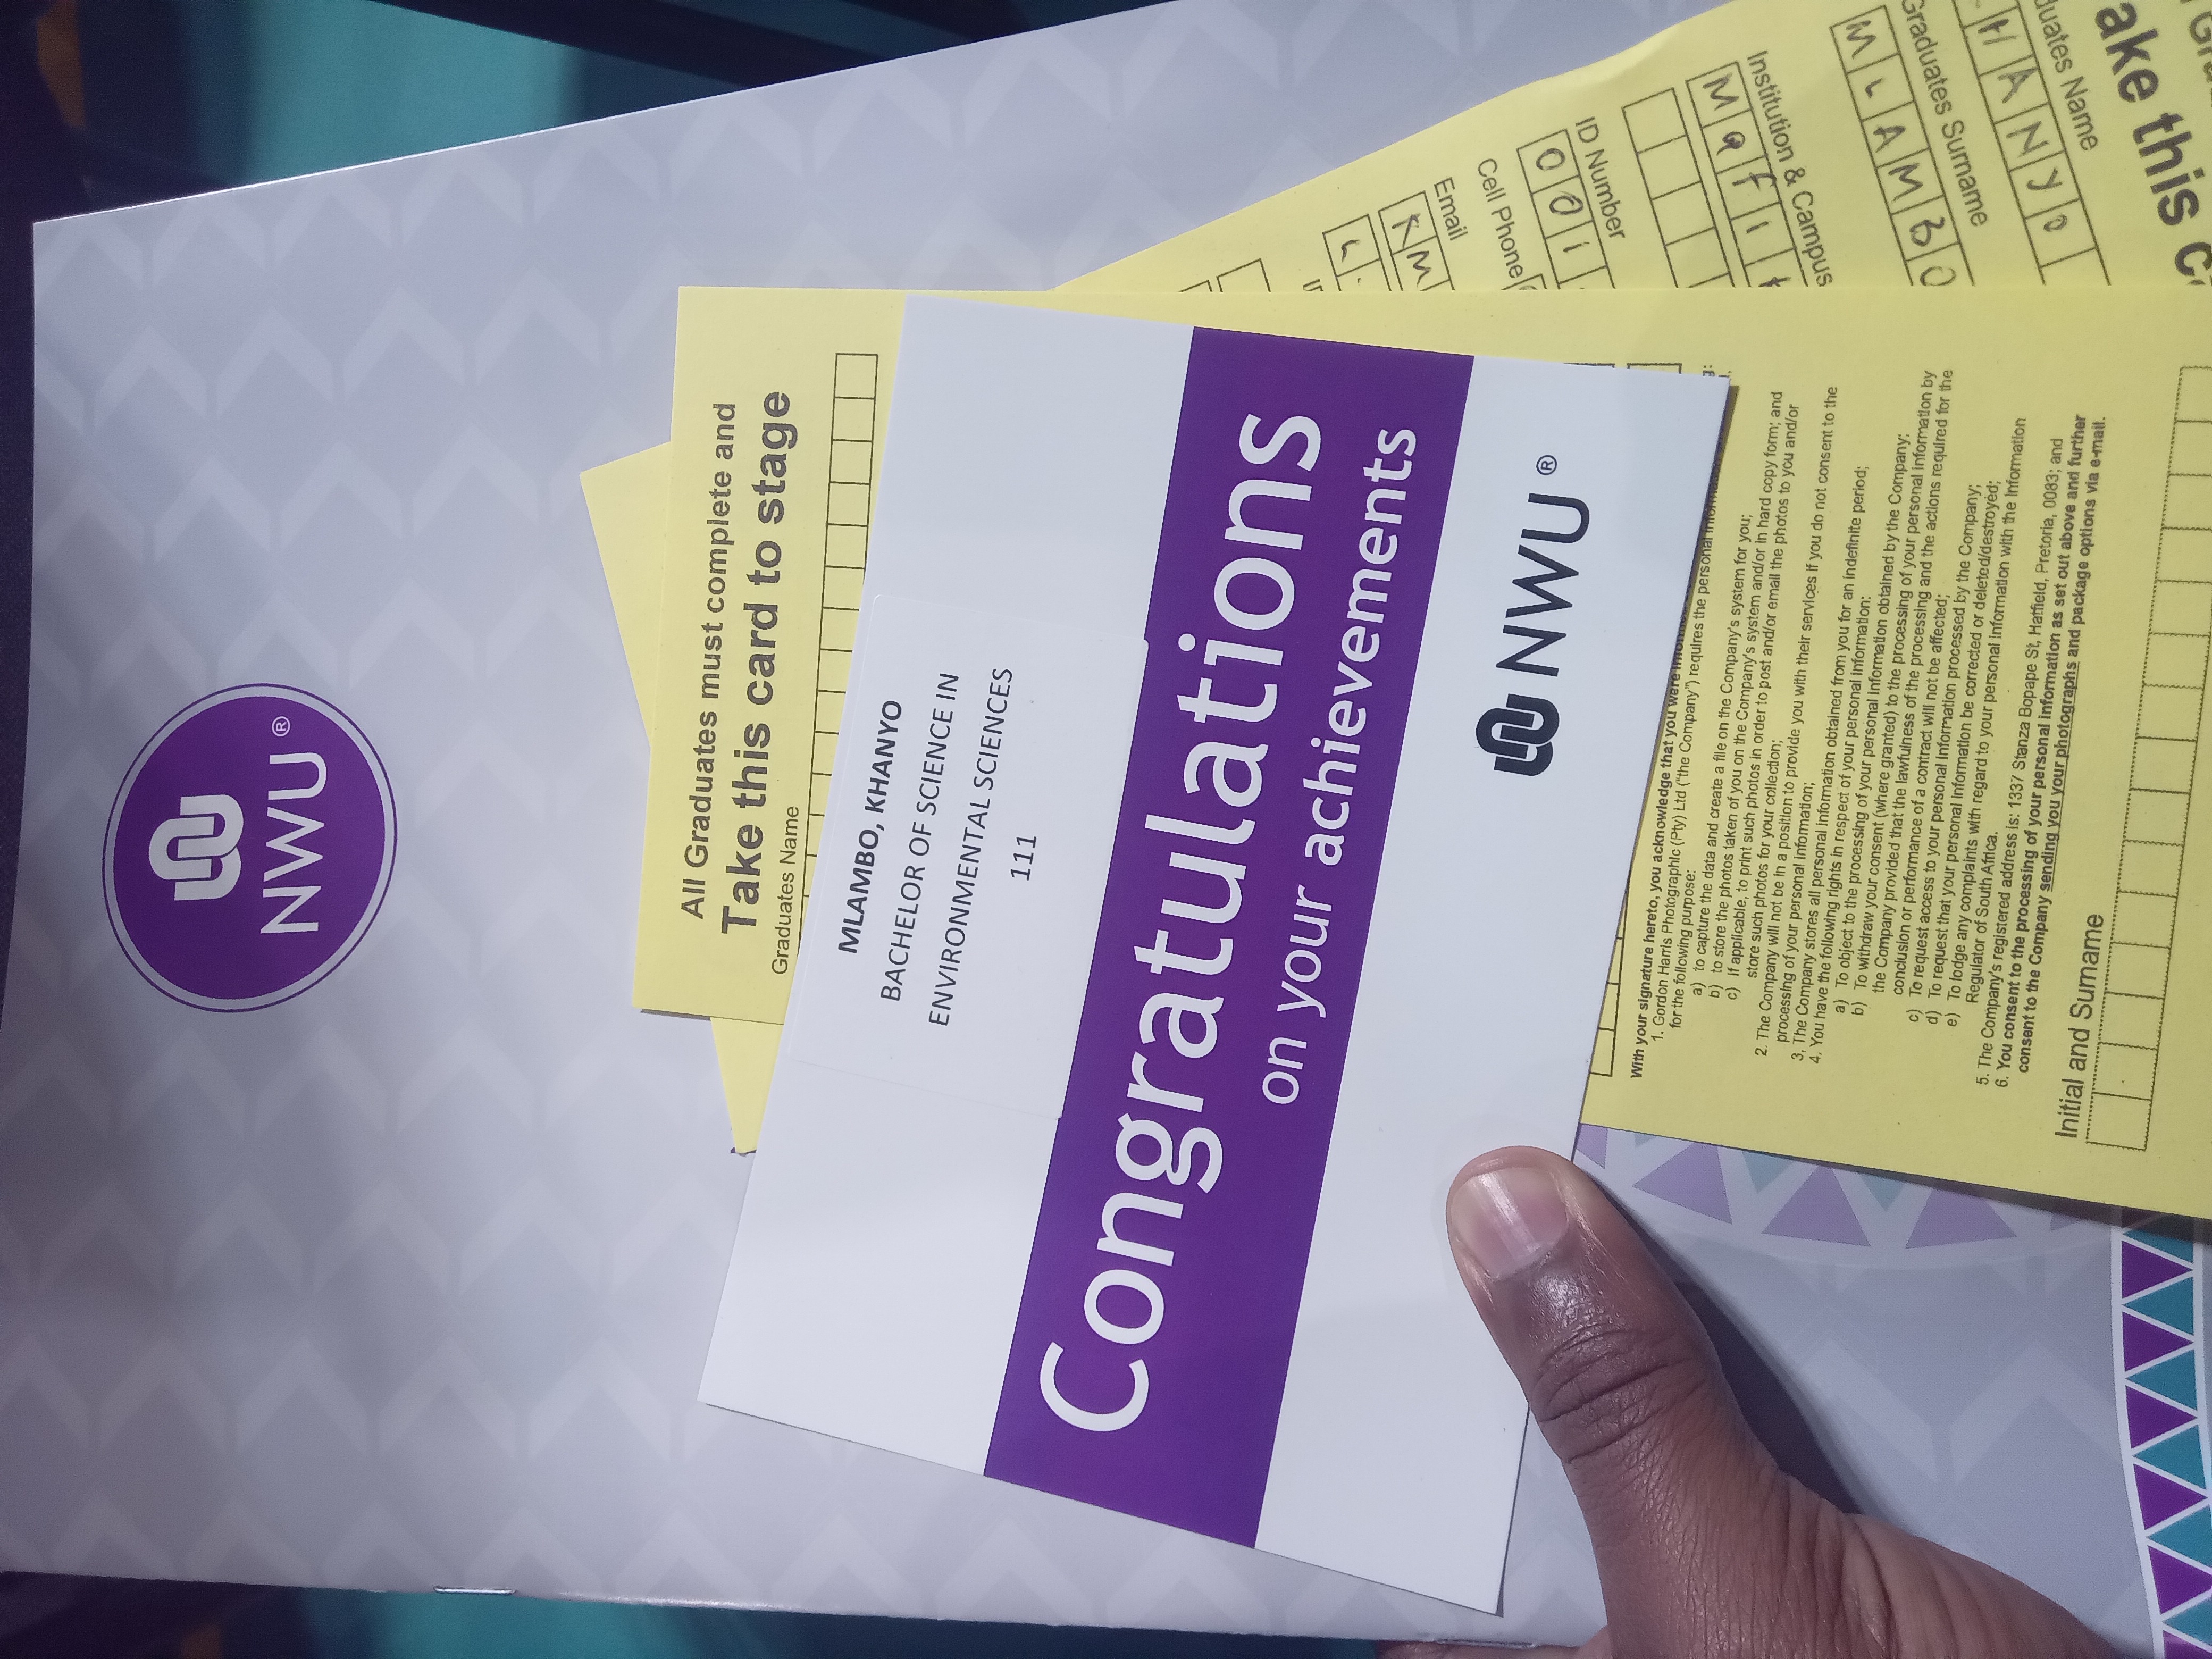 NWU®
All Graduates must complete and
Take this card to stage
Graduates Name
MLAMBO, KHANYO
BACHELOR OF SCIENCE IN
ENVIRONMENTAL SCIENCES
111
Congratulations
on your achievements
NWU®
With your signature hereto, you acknowledge that you were informed
1. Gordon Harris Photographic (Pty) Ltd ("the Company") requires the personal information
for the following purpose:
a) to capture the data and create a file on the Company's system for you;
b) to store the photos taken of you on the Company's system and/or in hard copy form; and
c) if applicable, to print such photos in order to post and/or email the photos to you and/or
store such photos for your collection;
2. The Company will not be in a position to provide you with their services if you do not consent to the
processing of your personal information;
3. The Company stores all personal information obtained from you for an indefinite period;
4. You have the following rights in respect of your personal information:
a) To object to the processing of your personal information obtained by the Company;
b) To withdraw your consent (where granted) to the processing of your personal information by
the Company provided that the lawfulness of the processing and the actions required for the
conclusion or performance of a contract will not be affected;
c) To request access to your personal information processed by the Company;
d) To request that your personal information be corrected or deleted/destroyed;
e) To lodge any complaints with regard to your personal information with the Information
Regulator of South Africa.
5. The Company's registered address is: 1337 Stanza Bopape St, Hatfield, Pretoria, 0083; and
6. You consent to the processing of your personal information as set out above and further
consent to the Company sending you your photographs and package options via e-mail.
Initial and Surname
ake this c
duates Name
HANYO
Graduates Surname
MLAMBO
Institution & Campus
MAFI
ID Number
001
Cell Phone
Email
KM